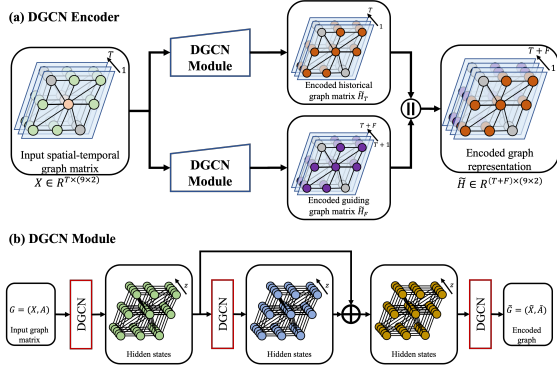 (a) DGCN Encoder
T
1
Input spatial-temporal
graph matrix
X ∈ R^{T×(9×2)}
DGCN
Module
DGCN
Module
T
1
Encoded historical
graph matrix H̃_T
T + F
T + 1
Encoded guiding
graph matrix H̃_F
||
T + F
1
Encoded graph
representation
H̃ ∈ R^{(T+F)×(9×2)}
(b) DGCN Module
G = (X, A)
Input graph
matrix
DGCN
z
Hidden states
DGCN
z
Hidden states
z
Hidden states
DGCN
G̃ = (X̃, Ã)
Encoded
graph